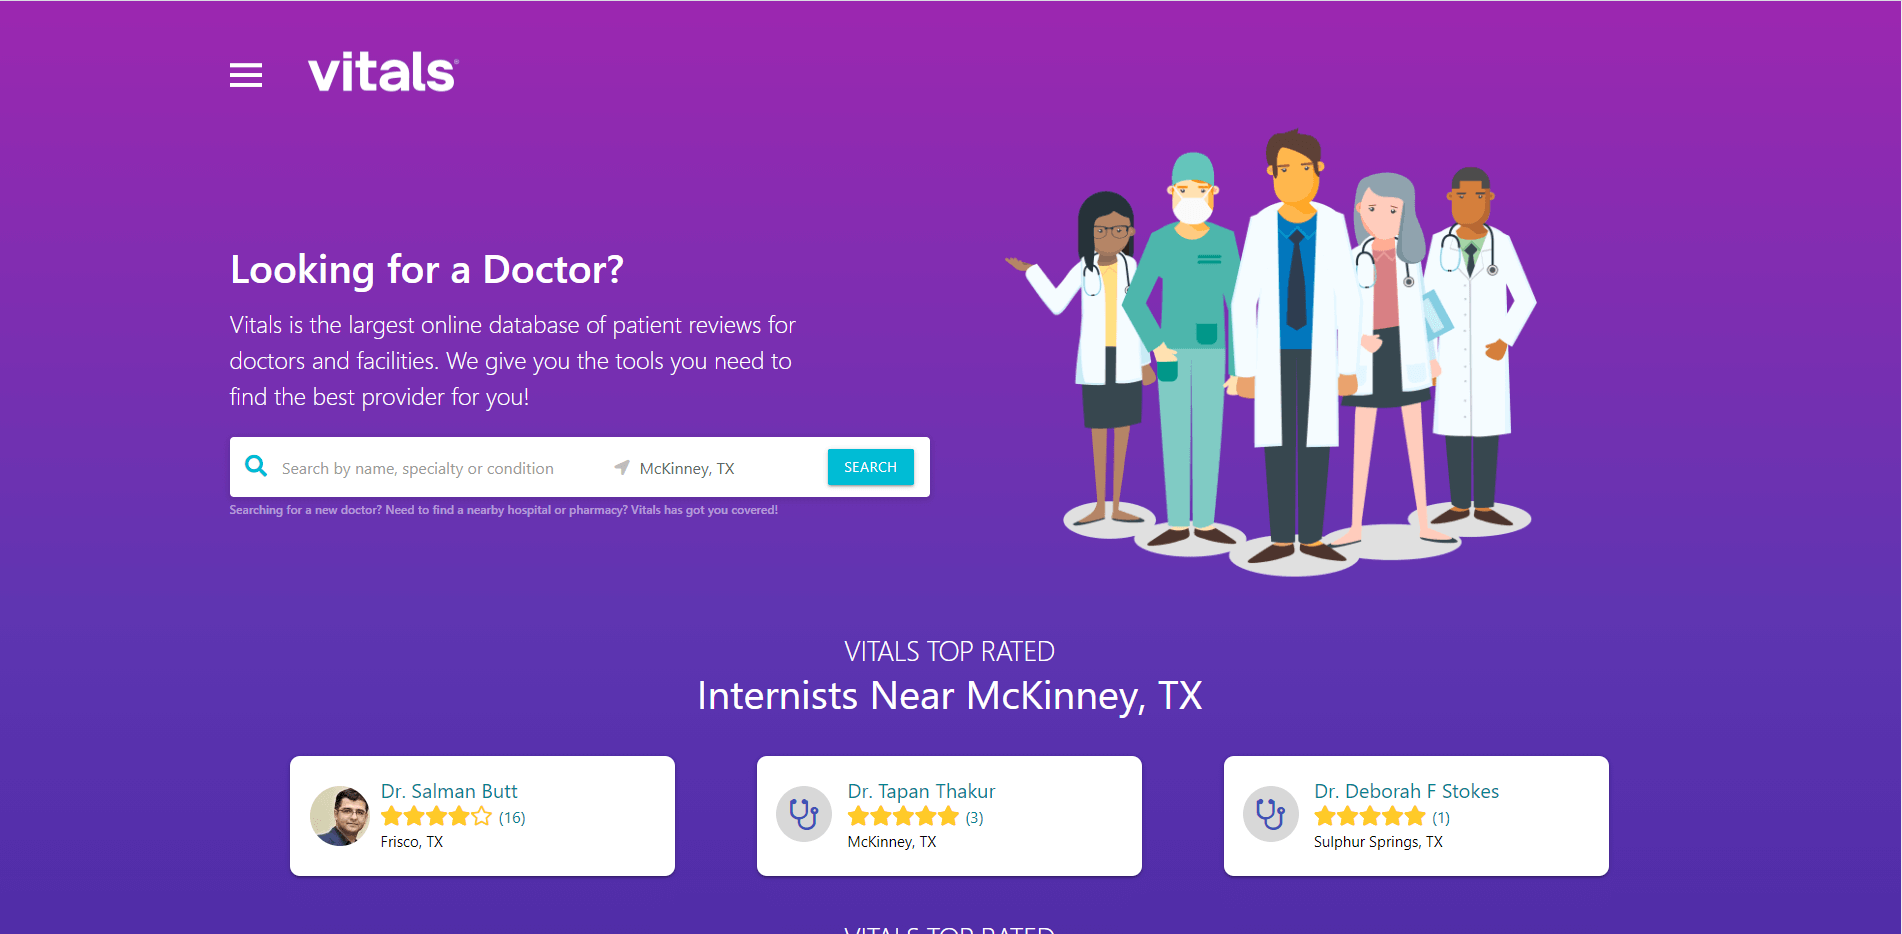 vitals
Looking for a Doctor?
Vitals is the largest online database of patient reviews for
doctors and facilities. We give you the tools you need to
find the best provider for you!
Search by name, specialty or condition McKinney, TX SEARCH
Searching for a new doctor? Need to find a nearby hospital or pharmacy? Vitals has got you covered!
VITALS TOP RATED
Internists Near McKinney, TX
Dr. Salman Butt
(16)
Frisco, TX
Dr. Tapan Thakur
(3)
McKinney, TX
Dr. Deborah F Stokes
(1)
Sulphur Springs, TX
VITALS TOP RATED